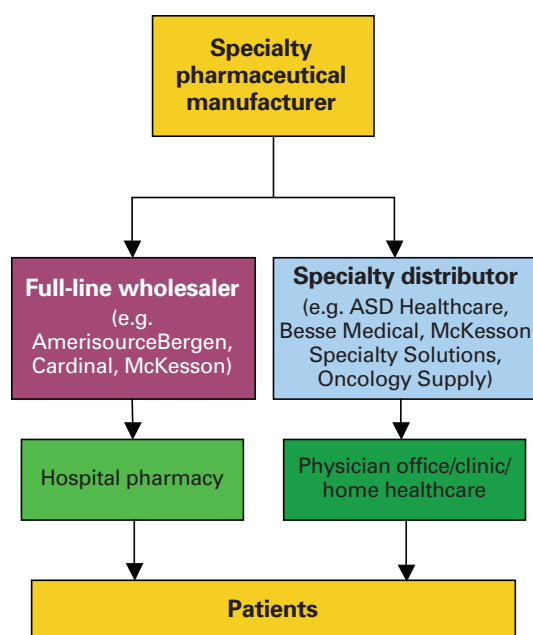 Specialty
pharmaceutical
manufacturer
Full-line wholesaler
(e.g.
AmerisourceBergen,
Cardinal, McKesson)
Specialty distributor
(e.g. ASD Healthcare,
Besse Medical, McKesson
Specialty Solutions,
Oncology Supply)
Hospital pharmacy
Physician office/clinic/
home healthcare
Patients